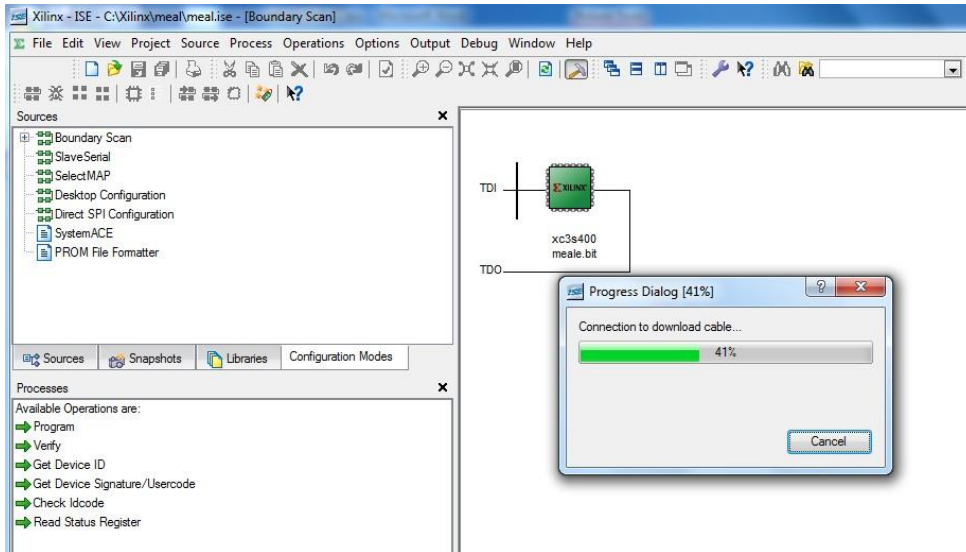 Xilinx - ISE - C:\Xilinx\meal\meal.ise - [Boundary Scan]
File Edit View Project Source Process Operations Options Output Debug Window Help
Sources
Boundary Scan
SlaveSerial
SelectMAP
Desktop Configuration
Direct SPI Configuration
SystemACE
PROM File Formatter
Sources Snapshots Libraries Configuration Modes
Processes
Available Operations are:
Program
Verify
Get Device ID
Get Device Signature/Usercode
Check Idcode
Read Status Register
TDI
XILINX
xc3s400
meale.bit
TDO
ISE Progress Dialog [41%]
Connection to download cable...
41%
Cancel